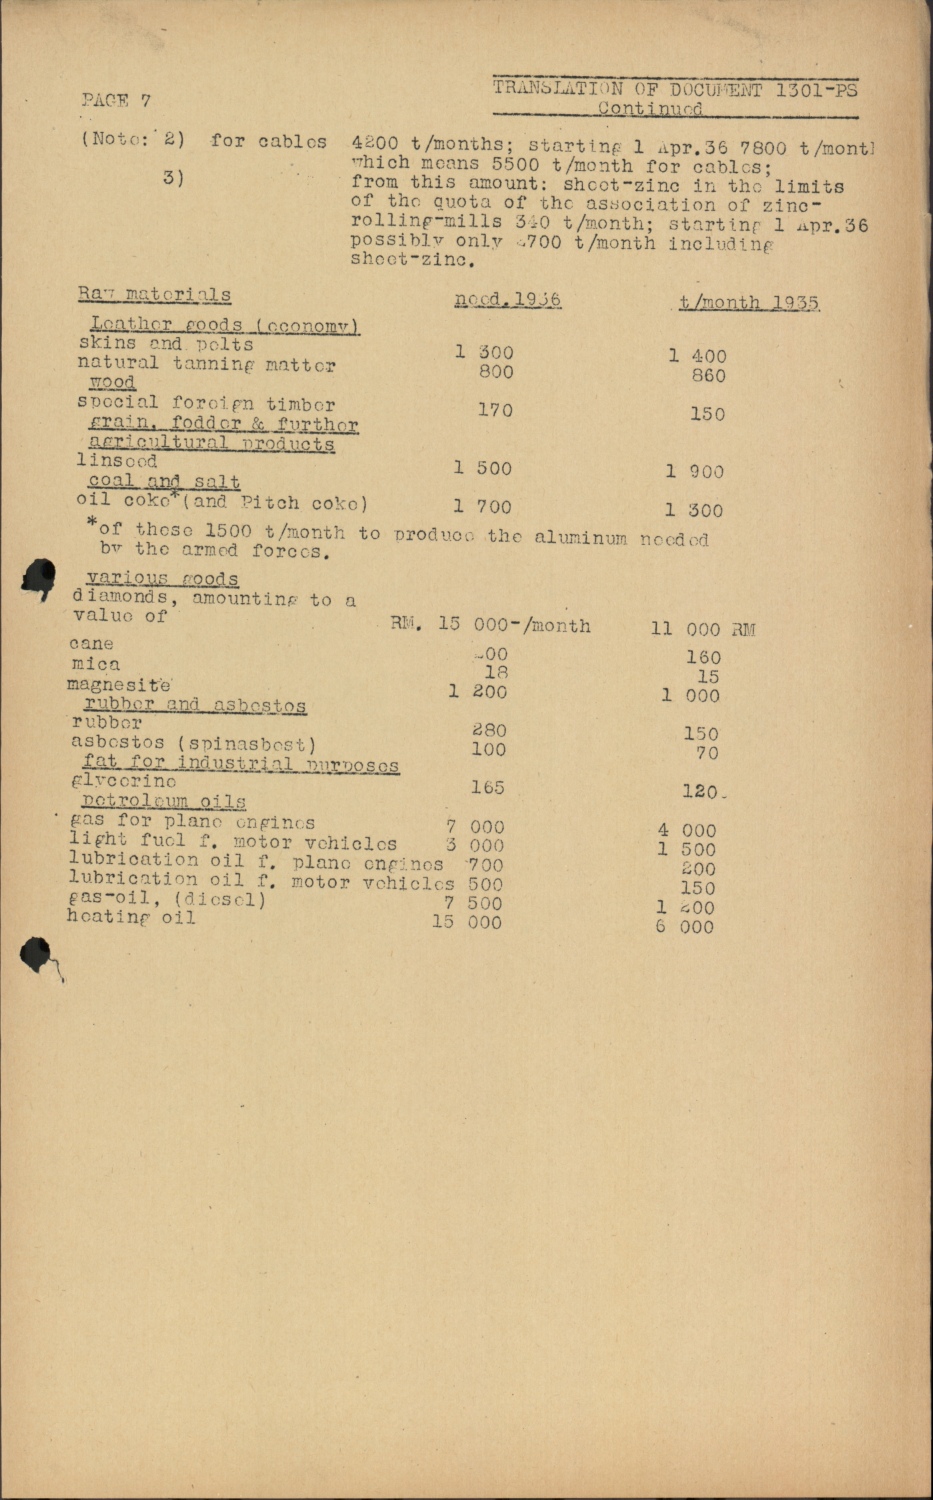 PAGE 7
TRANSLATION OF DOCUMENT 1301-PS
Continued
(Note: 2) for cables 4200 t/months; starting 1 Apr.36 7800 t/month
which means 5500 t/month for cables;
3) from this amount: sheet-zinc in the limits
of the quota of the association of zinc-
rolling-mills 340 t/month; starting 1 Apr.36
possibly only 700 t/month including
sheet-zinc.
Raw materials need.1936 t/month 1935
Leather goods (economy)
skins and pelts 1 300 1 400
natural tanning matter 800 860
wood
special foreign timber 170 150
grain, fodder & further
agricultural products
linseed 1 500 1 900
coal and salt
oil coke*(and Pitch coke) 1 700 1 300
*of these 1500 t/month to produce the aluminum needed
by the armed forces.
various goods
diamonds, amounting to a
value of RM. 15 000-/month 11 000 RM
cane 00 160
mica 18 15
magnesite 1 200 1 000
rubber and asbestos
rubber 280 150
asbestos (spinasbest) 100 70
fat for industrial purposes
glycerine 165 120
petroleum oils
gas for plane engines 7 000 4 000
light fuel f. motor vehicles 3 000 1 500
lubrication oil f. plane engines 700 200
lubrication oil f. motor vehicles 500 150
gas-oil, (diesel) 7 500 1 200
heating oil 15 000 6 000